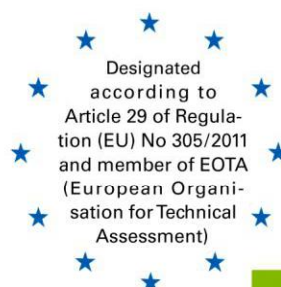 Designated
according to
Article 29 of Regula-
tion (EU) No 305/2011
and member of EOTA
(European Organi-
sation for Technical
Assessment)